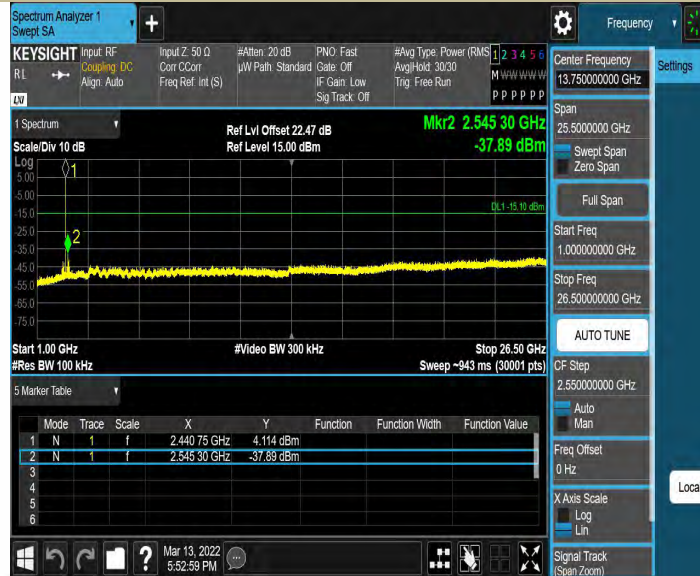 Spectrum Analyzer 1
Swept SA
+
Frequency
KEYSIGHT
RL
LXI
Input: RF
Coupling: DC
Align: Auto
Input Z: 50 Ω
Corr CCorr
Freq Ref: Int (S)
#Atten: 20 dB
µW Path: Standard
PNO: Fast
Gate: Off
IF Gain: Low
Sig Track: Off
#Avg Type: Power (RMS
Avg|Hold: 30/30
Trig: Free Run
1 2 3 4 5 6
M W W W W W
P P P P P P
1 Spectrum
Scale/Div 10 dB
Ref Lvl Offset 22.47 dB
Ref Level 15.00 dBm
Mkr2 2.545 30 GHz
-37.89 dBm
Log
5.00
-5.00
-15.0
-25.0
-35.0
-45.0
-55.0
-65.0
-75.0
1
2
DL1 -15.10 dBm
Start 1.00 GHz
#Res BW 100 kHz
#Video BW 300 kHz
Stop 26.50 GHz
Sweep ~943 ms (30001 pts)
5 Marker Table
Mode Trace Scale X Y Function Function Width Function Value
1 N 1 f 2.440 75 GHz 4.114 dBm
2 N 1 f 2.545 30 GHz -37.89 dBm
3
4
5
6
?
Mar 13, 2022
5:52:59 PM
Center Frequency
13.750000000 GHz
Span
25.5000000 GHz
Swept Span
Zero Span
Full Span
Start Freq
1.000000000 GHz
Stop Freq
26.500000000 GHz
AUTO TUNE
CF Step
2.550000000 GHz
Auto
Man
Freq Offset
0 Hz
X Axis Scale
Log
Lin
Signal Track
(Span Zoom)
Settings
Loca